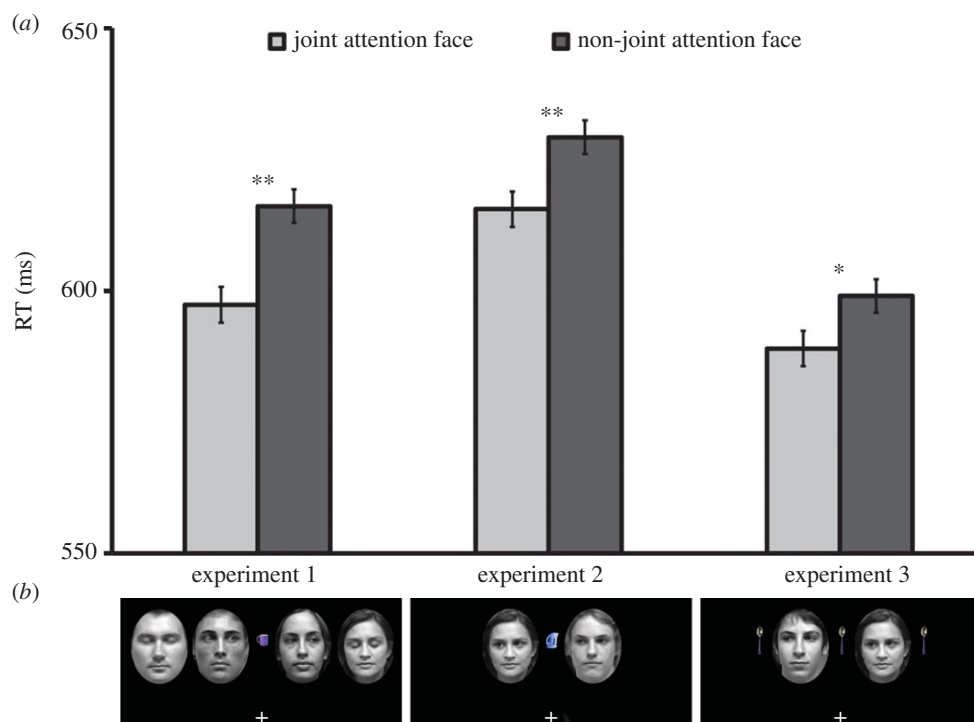 (a)
650
joint attention face
non-joint attention face
**
**
*
600
RT (ms)
550
experiment 1
experiment 2
experiment 3
(b)
+
+
+